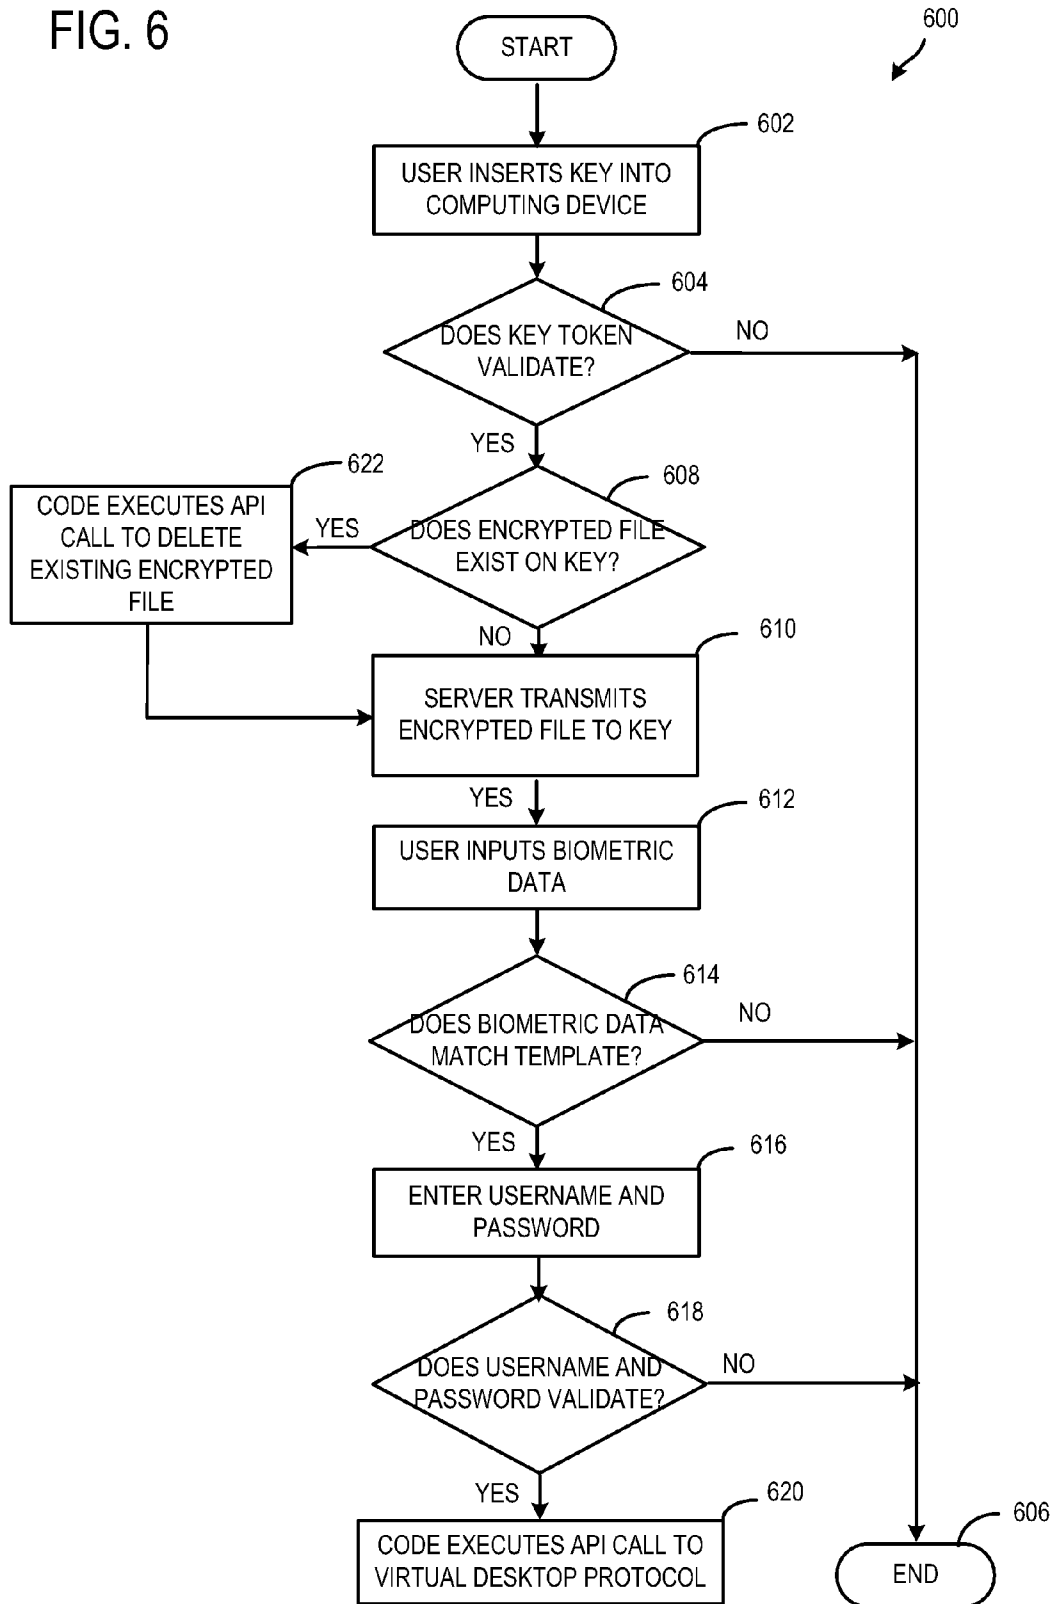 FIG. 6
START
600
602
USER INSERTS KEY INTO
COMPUTING DEVICE
604
DOES KEY TOKEN
VALIDATE?
NO
YES
622
608
CODE EXECUTES API
CALL TO DELETE
EXISTING ENCRYPTED
FILE
YES
DOES ENCRYPTED FILE
EXIST ON KEY?
NO
610
SERVER TRANSMITS
ENCRYPTED FILE TO KEY
YES
612
USER INPUTS BIOMETRIC
DATA
614
DOES BIOMETRIC DATA
MATCH TEMPLATE?
NO
YES
616
ENTER USERNAME AND
PASSWORD
618
DOES USERNAME AND
PASSWORD VALIDATE?
NO
YES
620
CODE EXECUTES API CALL TO
VIRTUAL DESKTOP PROTOCOL
606
END